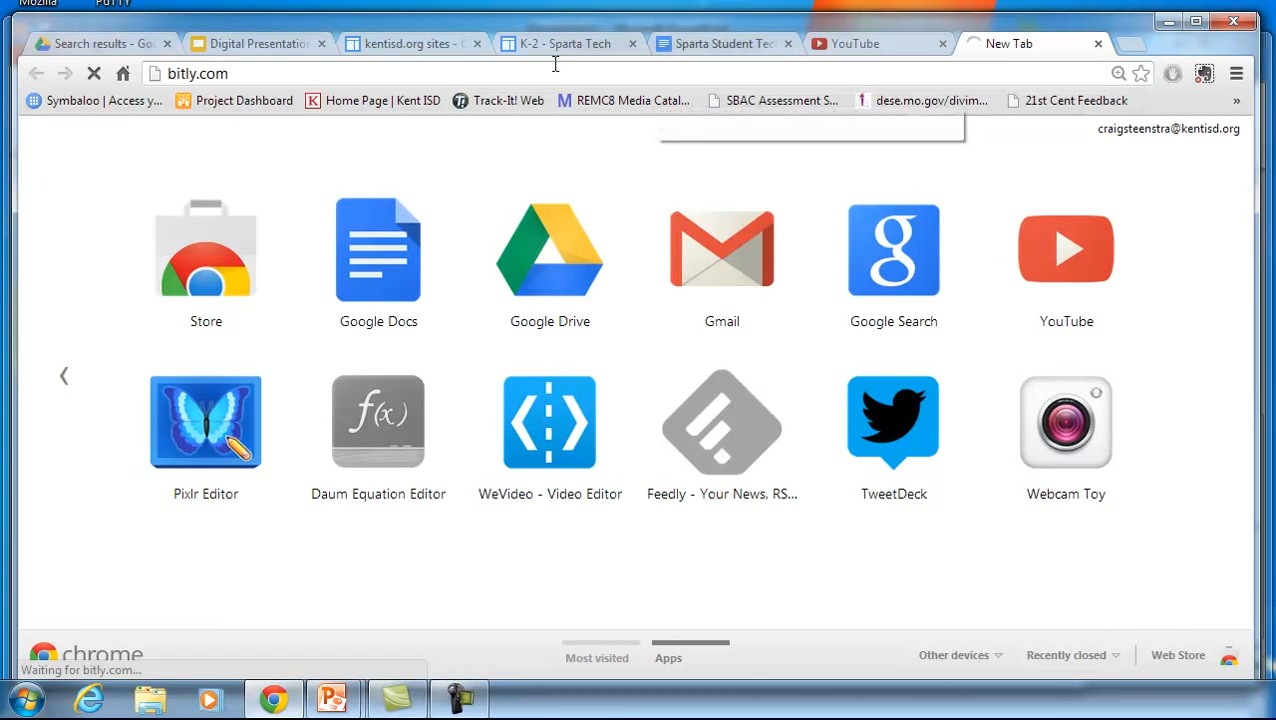 Mozilla PuTTY
Search results - Goo Digital Presentation kentisd.org sites - K-2 - Sparta Tech Sparta Student Tec YouTube New Tab
bitly.com
Symbaloo | Access y... Project Dashboard Home Page | Kent ISD Track-It! Web REMC8 Media Catal... SBAC Assessment S... dese.mo.gov/divim... 21st Cent Feedback »
craigsteenstra@kentisd.org
Store Google Docs Google Drive Gmail Google Search YouTube
f(x)
Pixlr Editor Daum Equation Editor WeVideo - Video Editor Feedly - Your News, RS... TweetDeck Webcam Toy
chrome Most visited Apps Other devices Recently closed Web Store
Waiting for bitly.com...